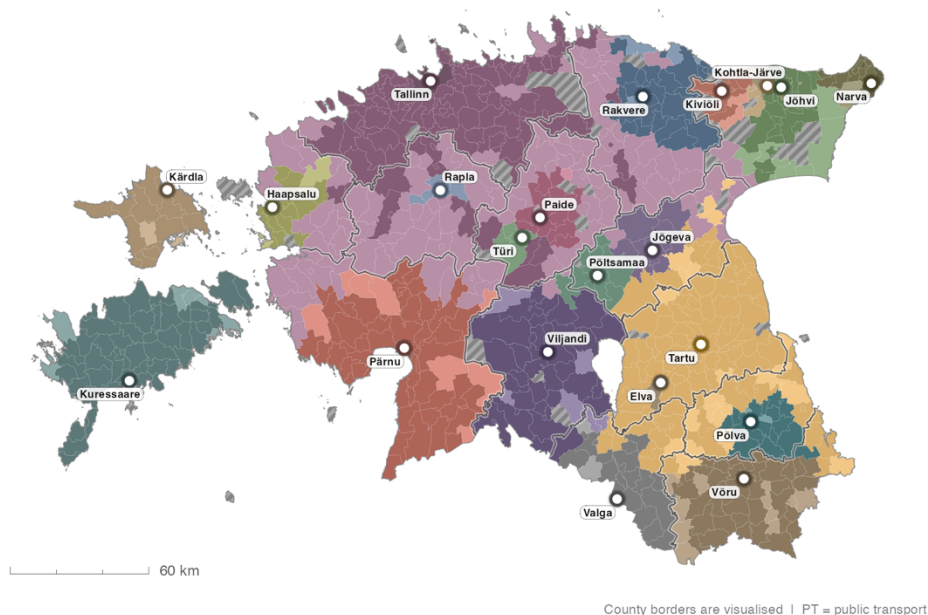 Kohtla-Järve
Tallinn
Rakvere
Kiviöli
Jõhvi
Narva
Kärdla
Haapsalu
Rapla
Paide
Türi
Jõgeva
Põltsamaa
Viljandi
Pärnu
Tartu
Kuressaare
Elva
Põlva
Võru
Valga
60 km
County borders are visualised | PT = public transport